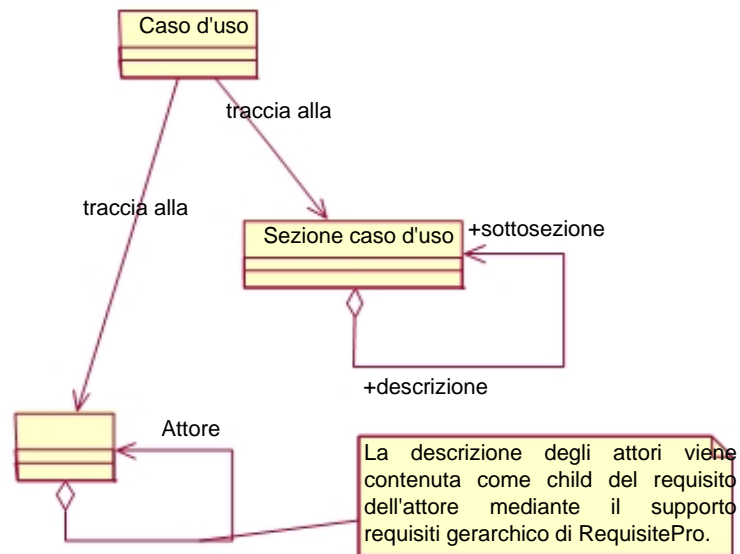 Caso d'uso
traccia alla
traccia alla
Sezione caso d'uso
+sottosezione
+descrizione
Attore
La descrizione degli attori viene
contenuta come child del requisito
dell'attore mediante il supporto
requisiti gerarchico di RequisitePro.